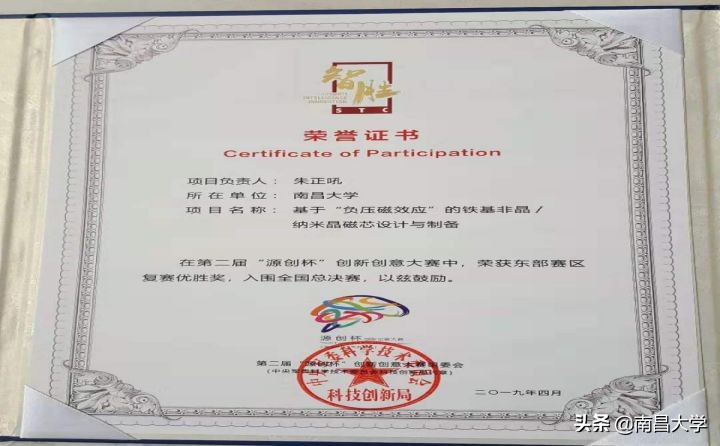 智胜
STC
荣誉证书
Certificate of Participation
项目负责人：朱正吼
所在单位：南昌大学
项目名称：基于“负压磁效应”的铁基非晶/
纳米晶磁芯设计与制备
在第二届“源创杯”创新创意大赛中，荣获东部赛区
复赛优胜奖，入围全国总决赛，以兹鼓励。
源创杯
第二届“源创杯”创新创意大赛组委会
科技创新局
二〇一九年四月
头条 @南昌大学